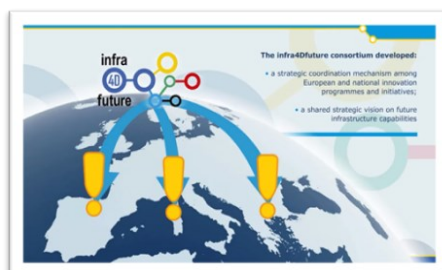 infra
4D
future
The infra4Dfuture consortium developed:
• a strategic coordination mechanism among
European and national innovation
programmes and initiatives;
• a shared strategic vision on future
infrastructure capabilities